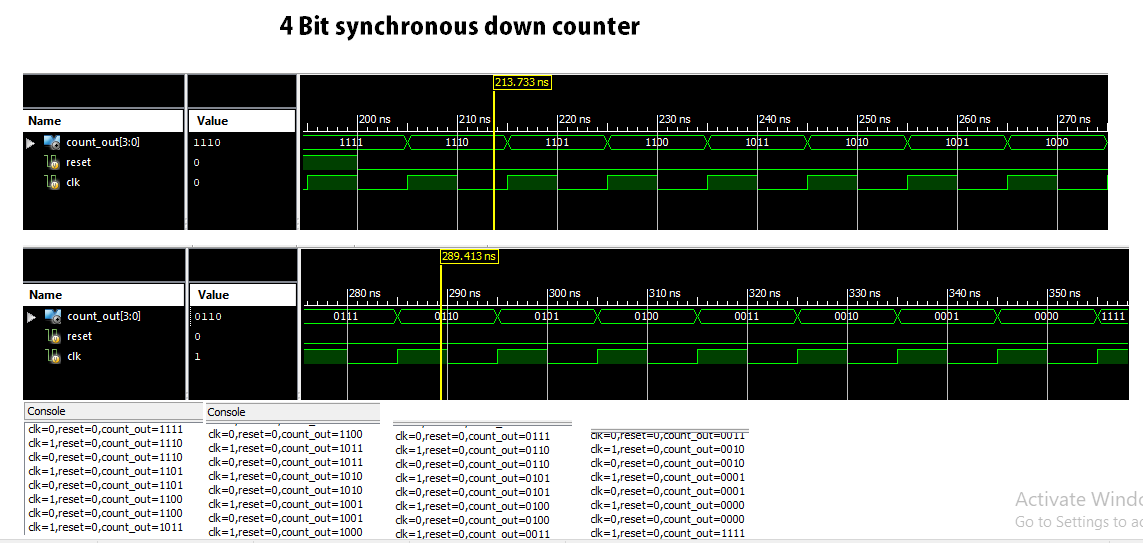 4 Bit synchronous down counter
213.733 ns
200 ns 210 ns 220 ns 230 ns 240 ns 250 ns 260 ns 270 ns
Name Value
count_out[3:0] 1110 1111 1110 1101 1100 1011 1010 1001 1000
reset 0
clk 0
289.413 ns
280 ns 290 ns 300 ns 310 ns 320 ns 330 ns 340 ns 350 ns
Name Value
count_out[3:0] 0110 0111 0110 0101 0100 0011 0010 0001 0000 1111
reset 0
clk 1
Console
clk=0,reset=0,count_out=1111
clk=1,reset=0,count_out=1110
clk=0,reset=0,count_out=1110
clk=1,reset=0,count_out=1101
clk=0,reset=0,count_out=1101
clk=1,reset=0,count_out=1100
clk=0,reset=0,count_out=1100
clk=1,reset=0,count_out=1011
Console
clk=0,reset=0,count_out=1100
clk=1,reset=0,count_out=1011
clk=0,reset=0,count_out=1011
clk=1,reset=0,count_out=1010
clk=0,reset=0,count_out=1010
clk=1,reset=0,count_out=1001
clk=0,reset=0,count_out=1001
clk=1,reset=0,count_out=1000
clk=0,reset=0,count_out=0111
clk=1,reset=0,count_out=0110
clk=0,reset=0,count_out=0110
clk=1,reset=0,count_out=0101
clk=0,reset=0,count_out=0101
clk=1,reset=0,count_out=0100
clk=0,reset=0,count_out=0100
clk=1,reset=0,count_out=0011
clk=0,reset=0,count_out=0011
clk=1,reset=0,count_out=0010
clk=0,reset=0,count_out=0010
clk=1,reset=0,count_out=0001
clk=0,reset=0,count_out=0001
clk=1,reset=0,count_out=0000
clk=0,reset=0,count_out=0000
clk=1,reset=0,count_out=1111
Activate Windo
Go to Settings to ac